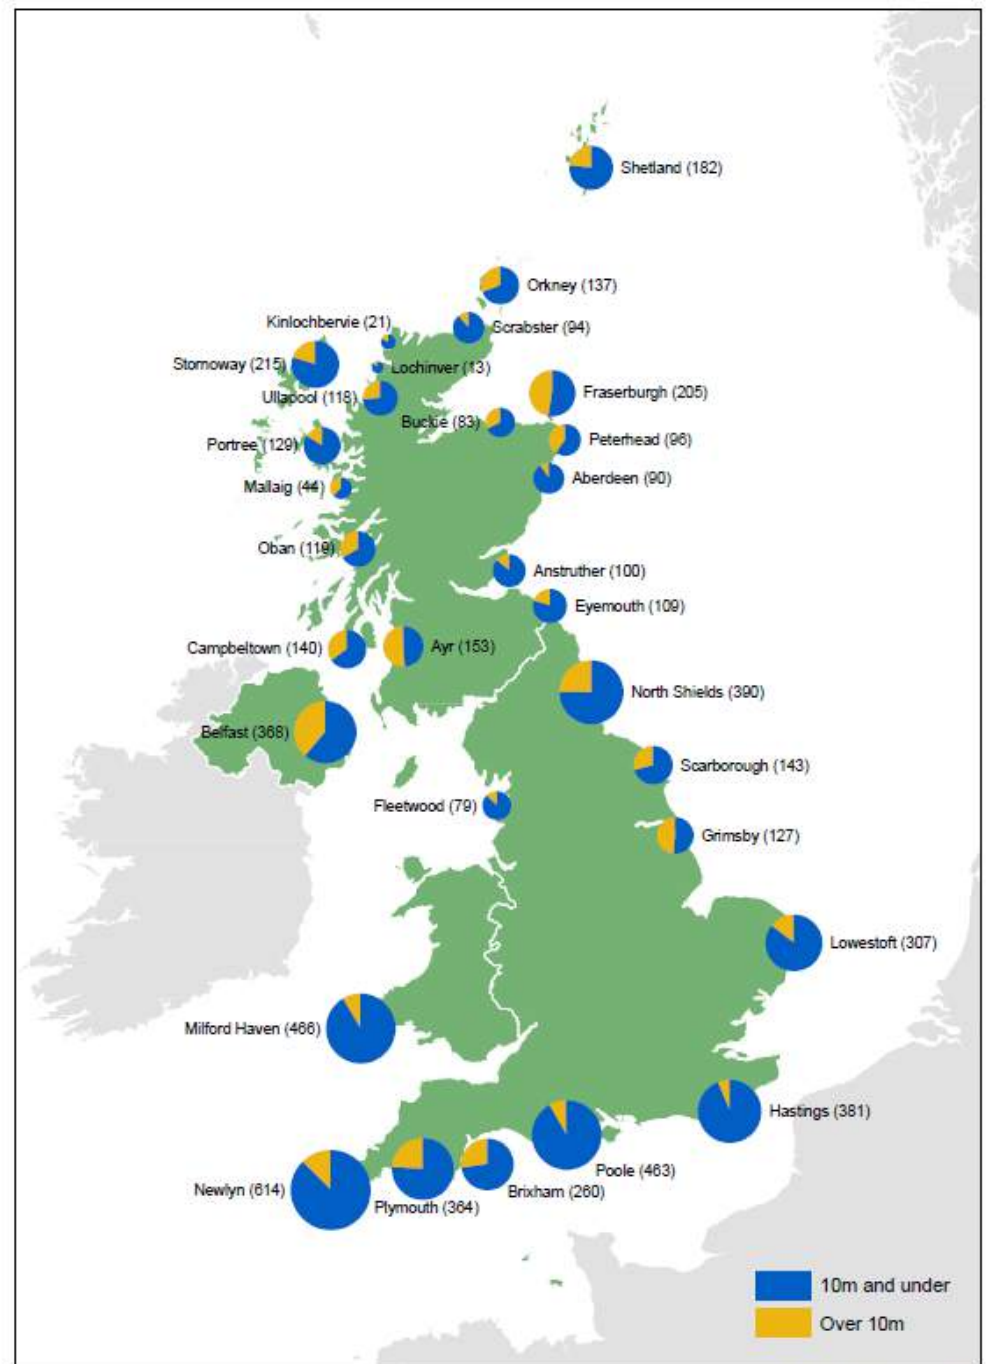 Shetland (182)
Orkney (137)
Kinlochbervie (21)
Scrabster (94)
Stornoway (215)
Lochinver (13)
Ullapool (118)
Fraserburgh (205)
Buckie (83)
Peterhead (96)
Portree (129)
Aberdeen (90)
Mallaig (44)
Oban (119)
Anstruther (100)
Eyemouth (109)
Campbeltown (140)
Ayr (153)
North Shields (390)
Belfast (368)
Scarborough (143)
Fleetwood (79)
Grimsby (127)
Lowestoft (307)
Milford Haven (466)
Hastings (381)
Poole (463)
Newlyn (614)
Brixham (260)
Plymouth (364)
10m and under
Over 10m